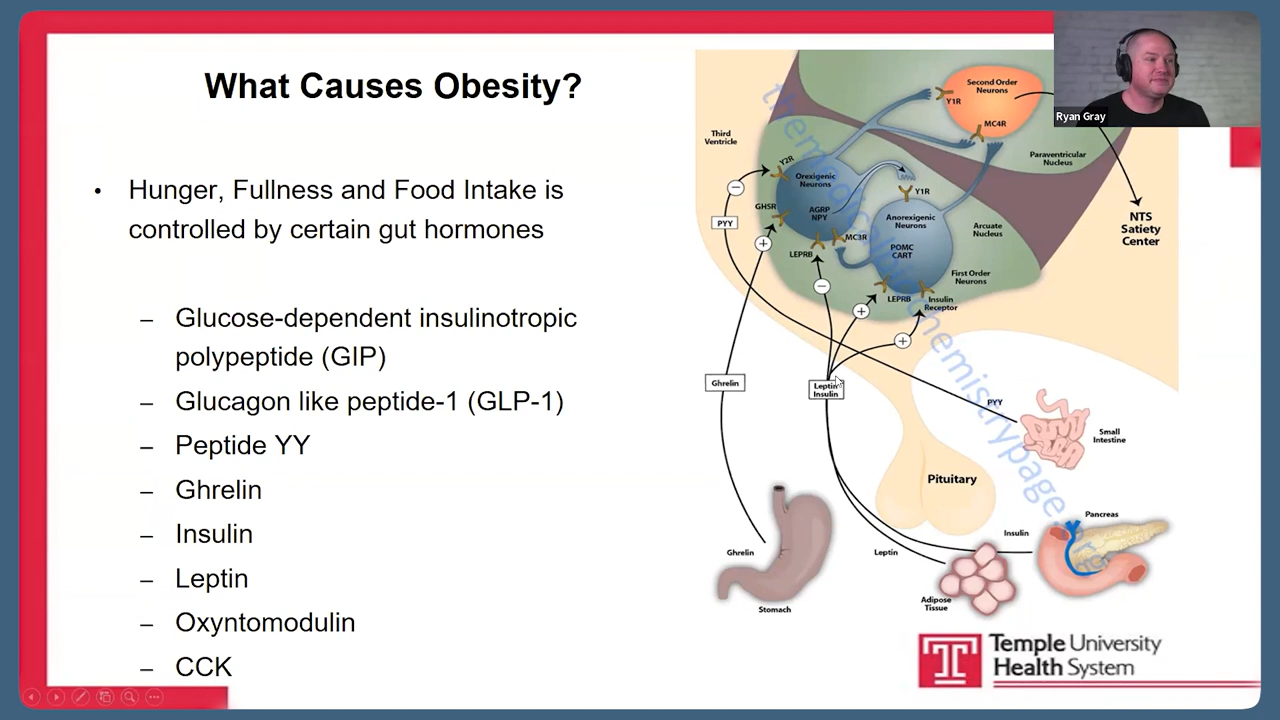 What Causes Obesity?
• Hunger, Fullness and Food Intake is
controlled by certain gut hormones
– Glucose-dependent insulinotropic
polypeptide (GIP)
– Glucagon like peptide-1 (GLP-1)
– Peptide YY
– Ghrelin
– Insulin
– Leptin
– Oxyntomodulin
– CCK
Ryan Gray
Second Order
Neurons
Y1R
MC4R
Third
Ventricle
Paraventricular
Nucleus
Y2R
Orexigenic
Neurons
GHSR
AGRP
NPY
Y1R
PYY
Anorexigenic
Neurons
Arcuate
Nucleus
NTS
Satiety
Center
MC3R
LEPRB
POMC
CART
First Order
Neurons
LEPRB
Insulin
Receptor
Ghrelin
Leptin
Insulin
PYY
Small
Intestine
Pituitary
Pancreas
Insulin
Ghrelin
Leptin
Adipose
Tissue
Stomach
themedicalbiochemistrypage.org
Temple University
Health System